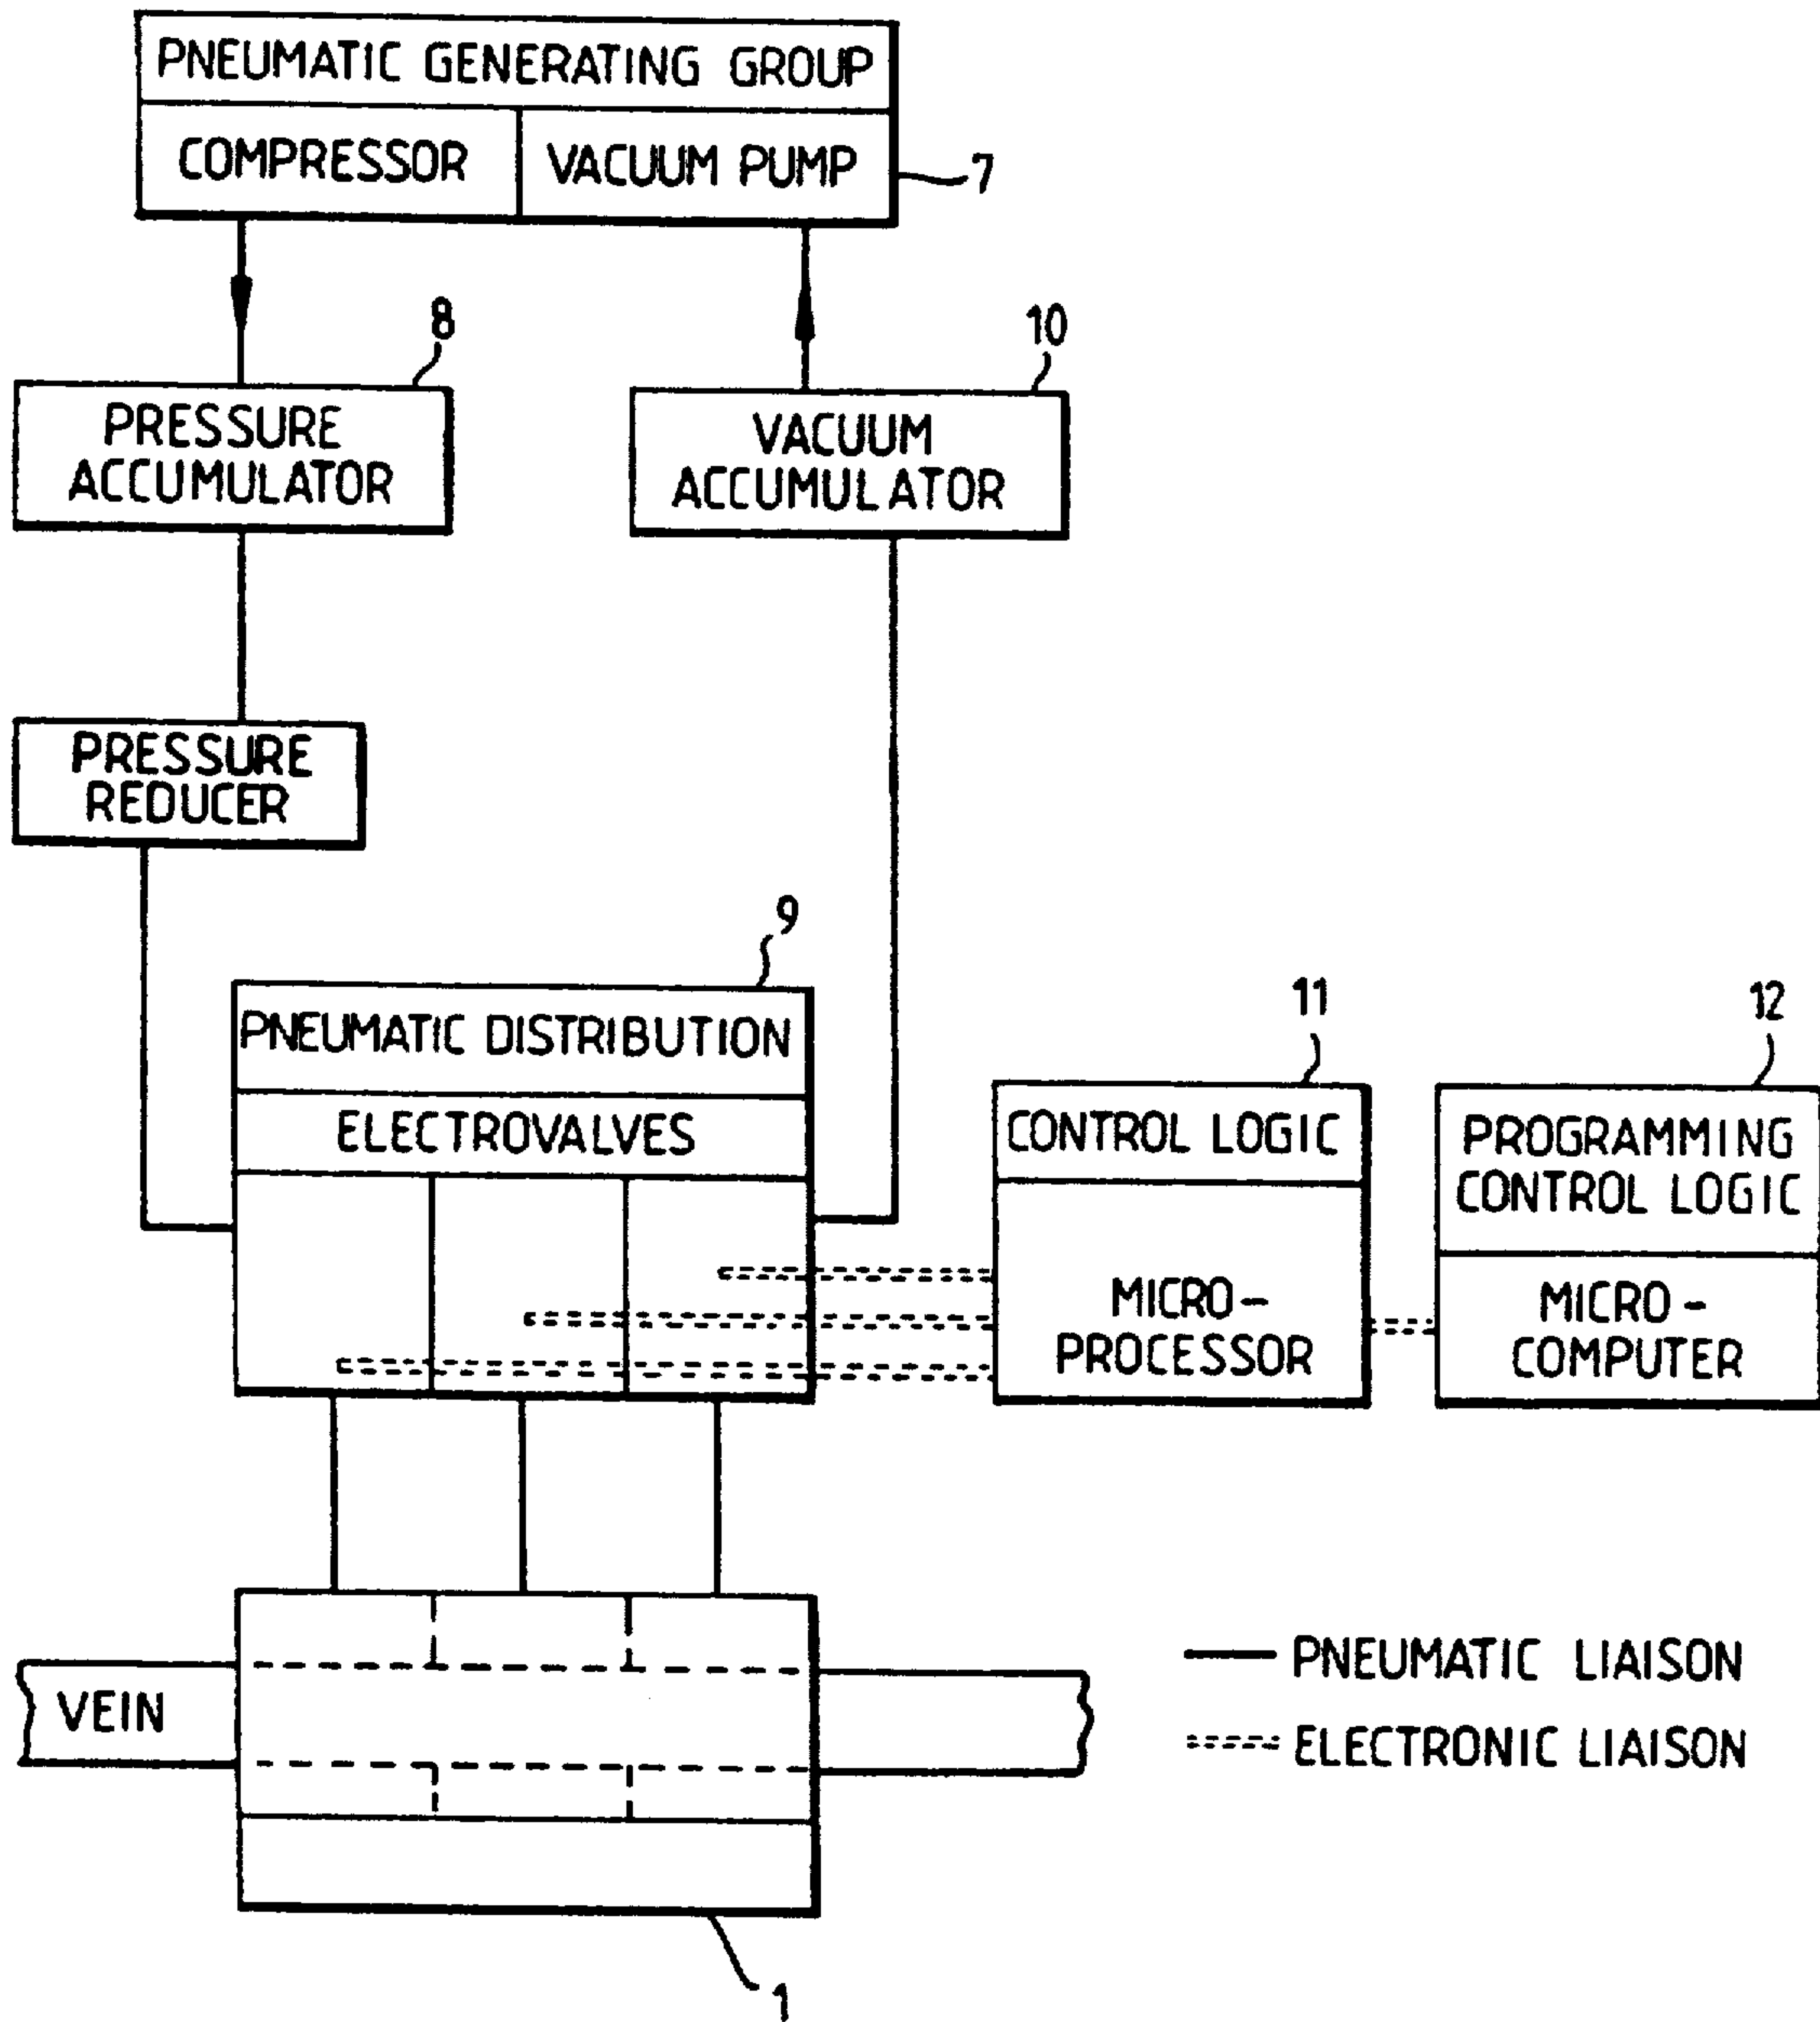 PNEUMATIC GENERATING GROUP
COMPRESSOR
VACUUM PUMP
7
8
10
PRESSURE
ACCUMULATOR
VACUUM
ACCUMULATOR
PRESSURE
REDUCER
9
PNEUMATIC DISTRIBUTION
ELECTROVALVES
11
CONTROL LOGIC
MICRO-
PROCESSOR
12
PROGRAMMING
CONTROL LOGIC
MICRO-
COMPUTER
VEIN
PNEUMATIC LIAISON
ELECTRONIC LIAISON
1